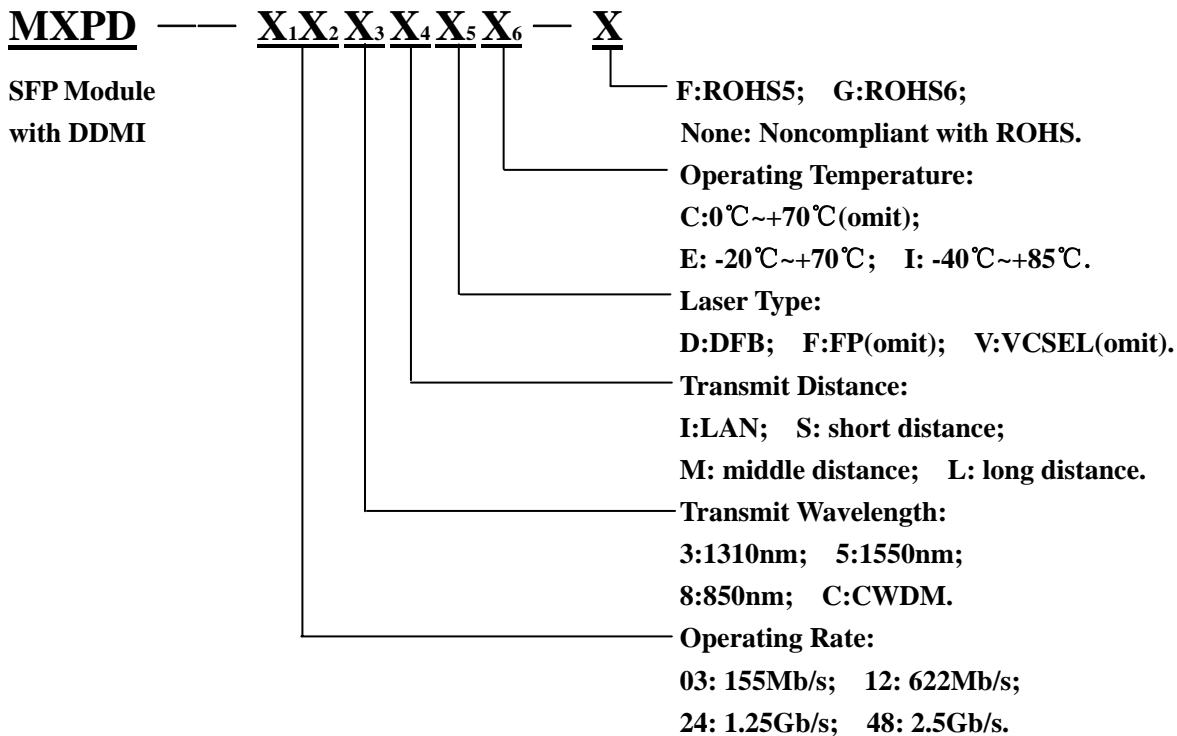 MXPD —— X₁X₂ X₃ X₄ X₅ X₆ — X
SFP Module
with DDMI
F:ROHS5; G:ROHS6;
None: Noncompliant with ROHS.
Operating Temperature:
C:0℃~+70℃(omit);
E: -20℃~+70℃; I: -40℃~+85℃.
Laser Type:
D:DFB; F:FP(omit); V:VCSEL(omit).
Transmit Distance:
I:LAN; S: short distance;
M: middle distance; L: long distance.
Transmit Wavelength:
3:1310nm; 5:1550nm;
8:850nm; C:CWDM.
Operating Rate:
03: 155Mb/s; 12: 622Mb/s;
24: 1.25Gb/s; 48: 2.5Gb/s.